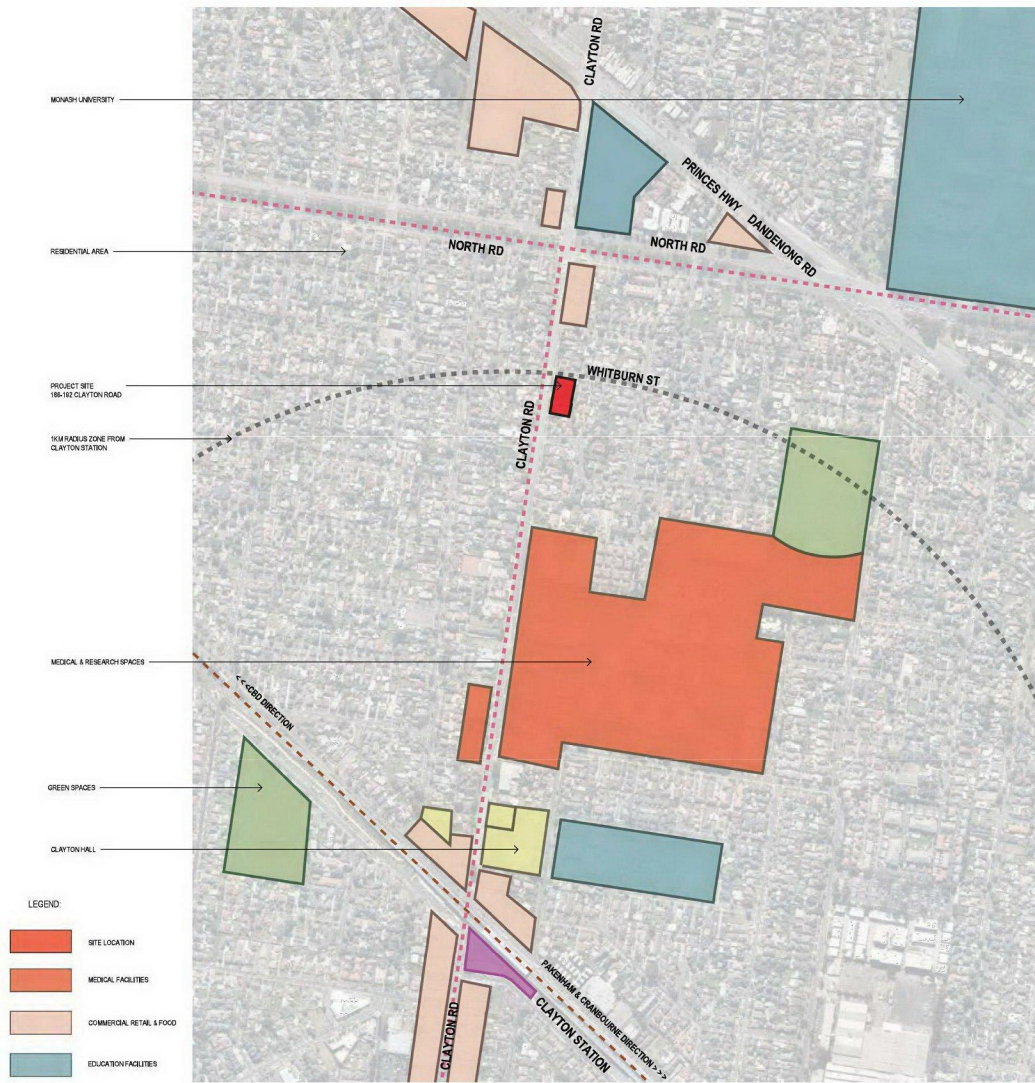 CLAYTON RD
MONASH UNIVERSITY
PRINCES HWY
DANDENONG RD
NORTH RD
NORTH RD
RESIDENTIAL AREA
WHITBURN ST
PROJECT SITE
186-192 CLAYTON ROAD
CLAYTON RD
1KM RADIUS ZONE FROM
CLAYTON STATION
MEDICAL & RESEARCH SPACES
<<<CBD DIRECTION
GREEN SPACES
CLAYTON HALL
LEGEND:
SITE LOCATION
MEDICAL FACILITIES
COMMERCIAL RETAIL & FOOD
EDUCATION FACILITIES
PAKENHAM & CRANBOURNE DIRECTION>>>
CLAYTON STATION
CLAYTON RD